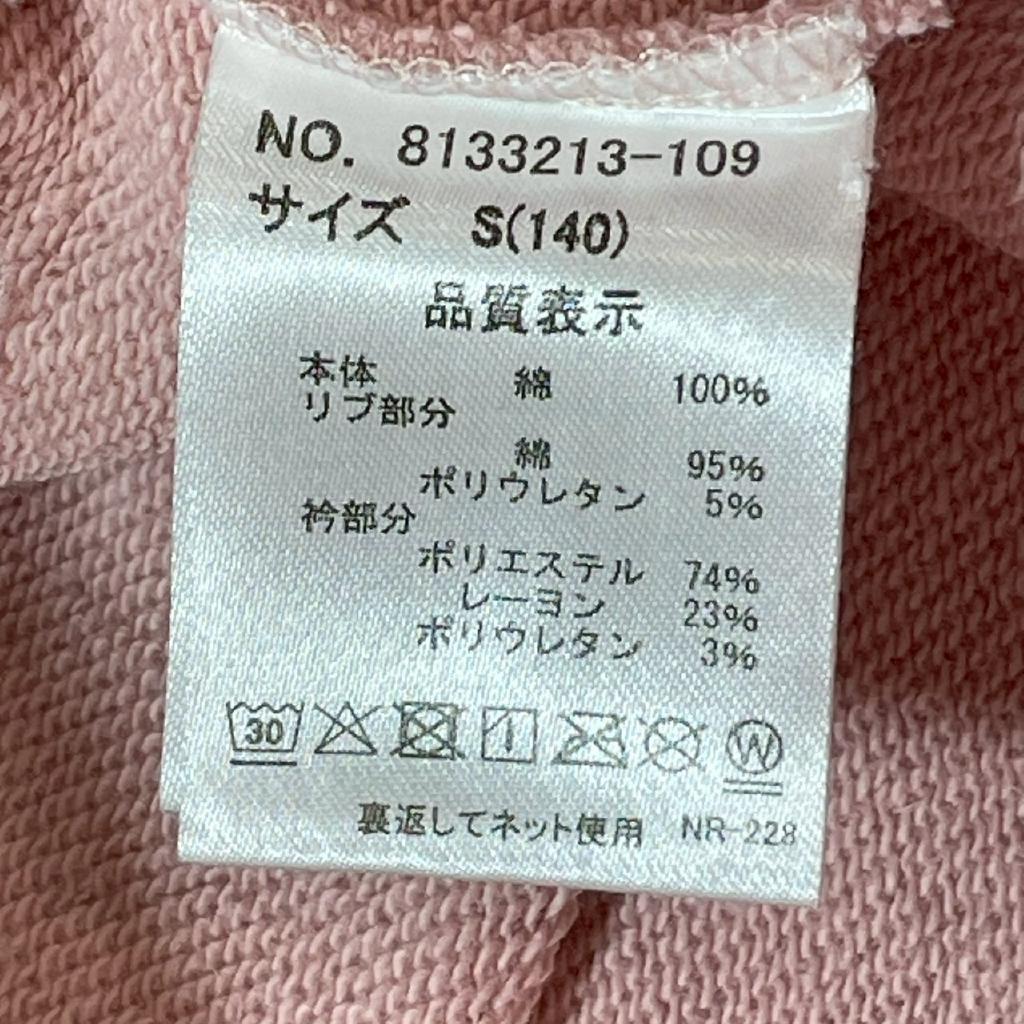 NO. 8133213-109
サイズ S(140)
品質表示
本体 綿 100%
リブ部分
綿 95%
ポリウレタン 5%
衿部分
ポリエステル 74%
レーヨン 23%
ポリウレタン 3%
30 W
裏返してネット使用 NR-228